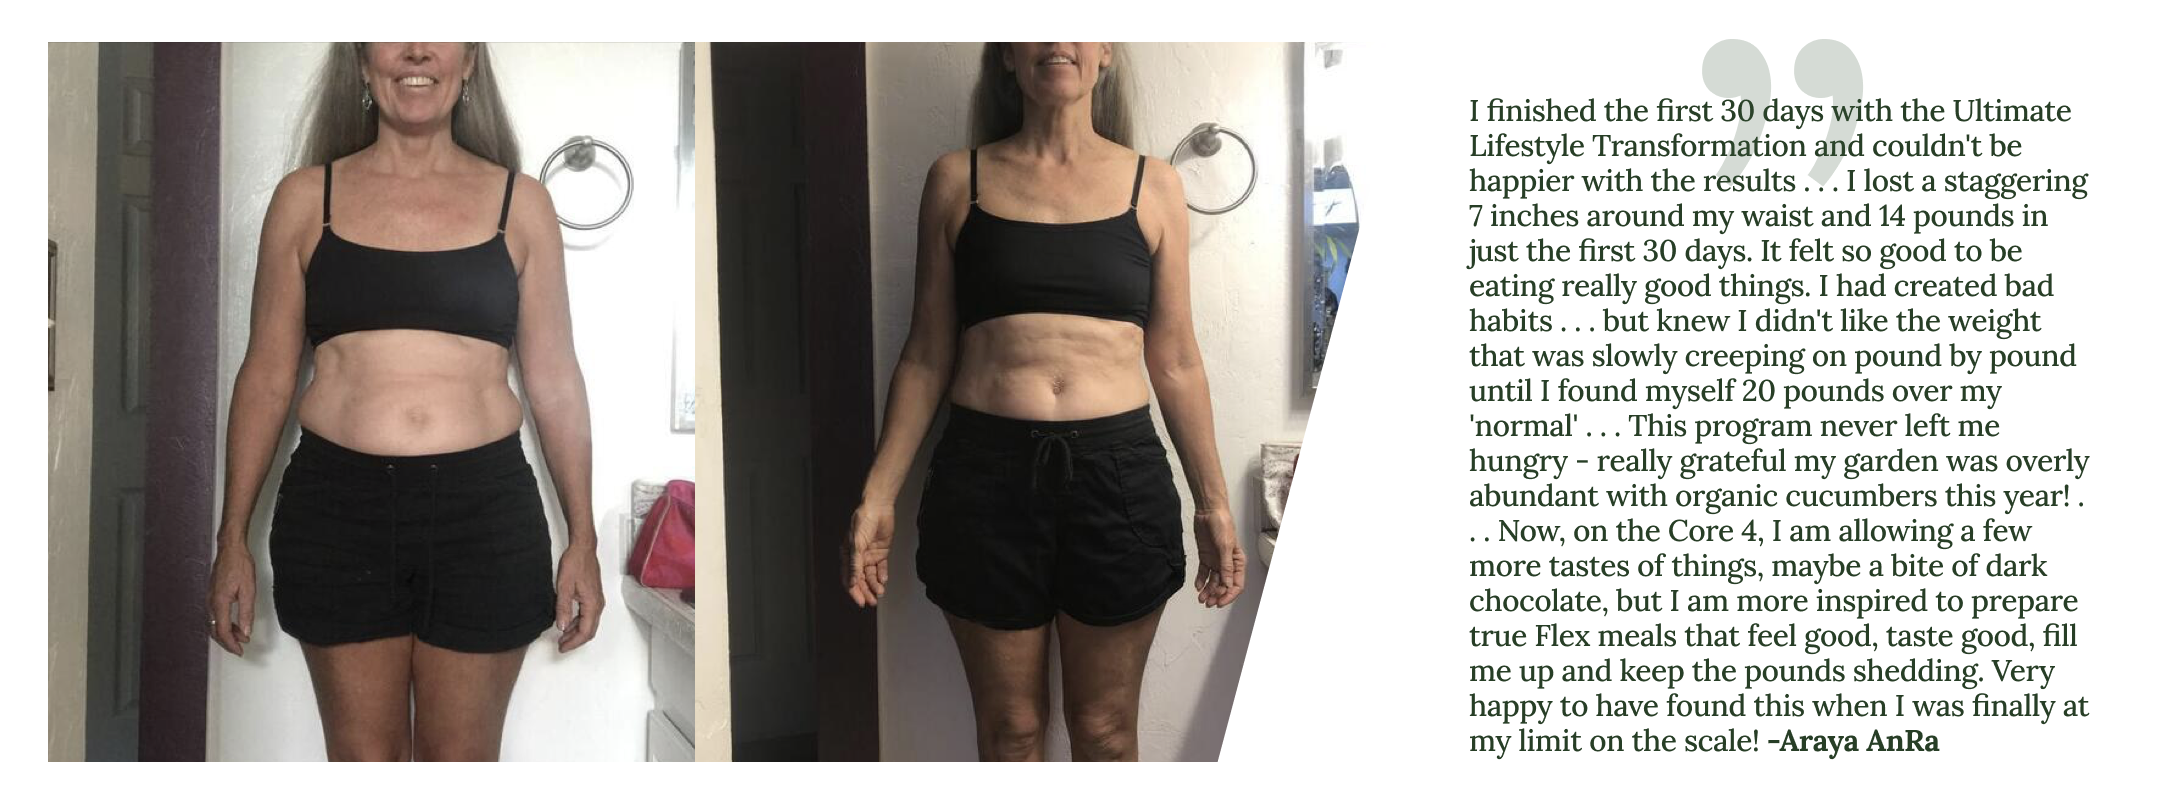 ”
I finished the first 30 days with the Ultimate
Lifestyle Transformation and couldn't be
happier with the results . . . I lost a staggering
7 inches around my waist and 14 pounds in
just the first 30 days. It felt so good to be
eating really good things. I had created bad
habits . . . but knew I didn't like the weight
that was slowly creeping on pound by pound
until I found myself 20 pounds over my
'normal' . . . This program never left me
hungry - really grateful my garden was overly
abundant with organic cucumbers this year! .
. . Now, on the Core 4, I am allowing a few
more tastes of things, maybe a bite of dark
chocolate, but I am more inspired to prepare
true Flex meals that feel good, taste good, fill
me up and keep the pounds shedding. Very
happy to have found this when I was finally at
my limit on the scale! -Araya AnRa